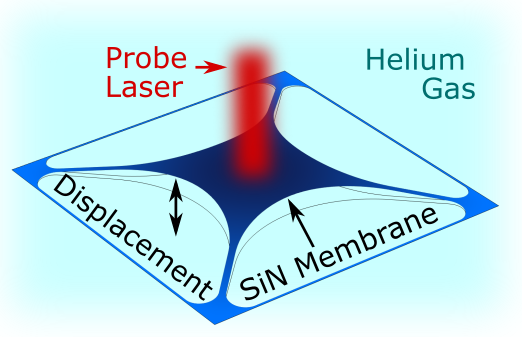 Probe
Laser
Helium
Gas
Displacement
SiN Membrane